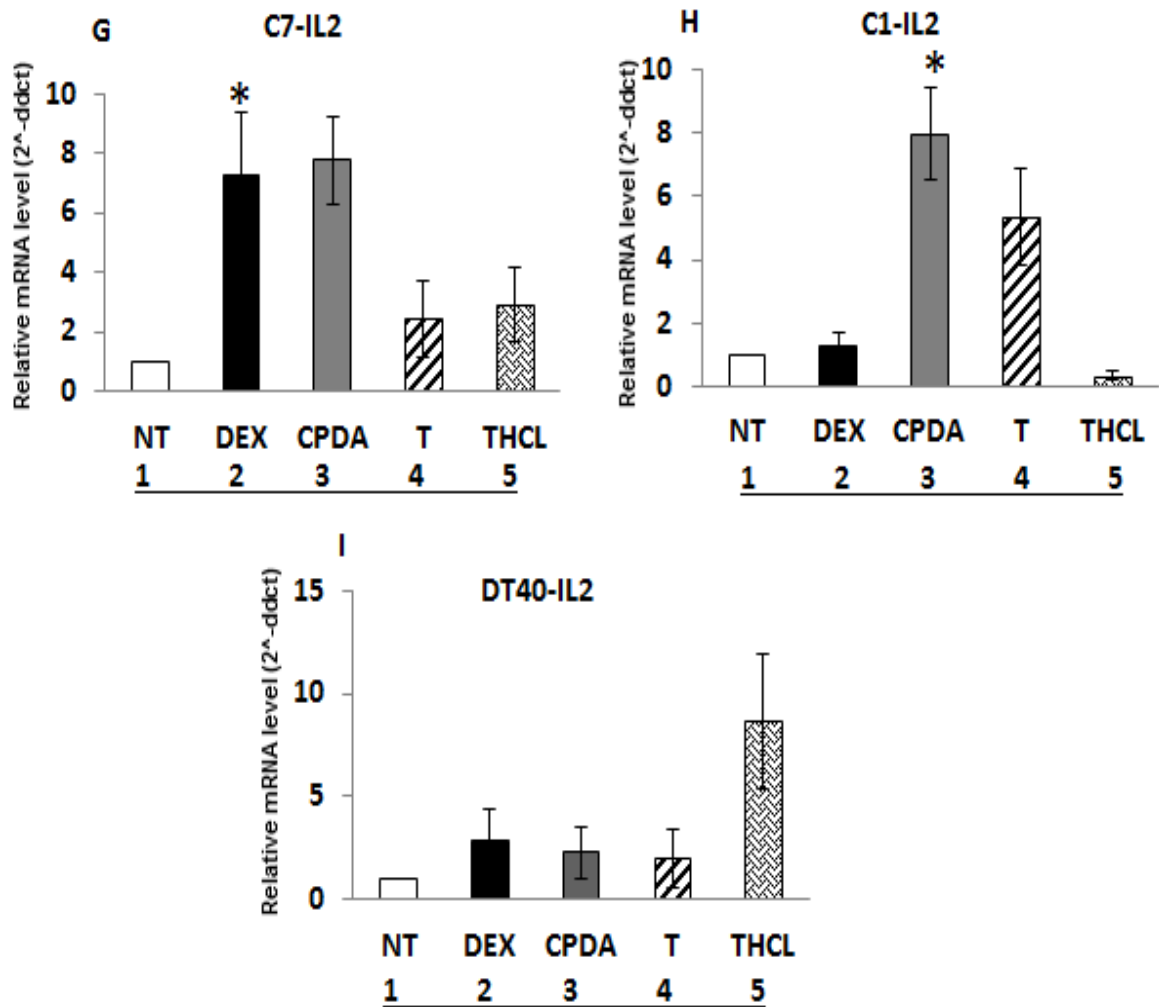 G
C7-IL2
Relative mRNA level (2^-ddct)
10
8
6
4
2
0
*
NT DEX CPDA T THCL
1 2 3 4 5
H
C1-IL2
Relative mRNA level (2^-ddct)
10
8
6
4
2
0
*
NT DEX CPDA T THCL
1 2 3 4 5
I
DT40-IL2
Relative mRNA level (2^-ddct)
15
10
5
0
NT DEX CPDA T THCL
1 2 3 4 5